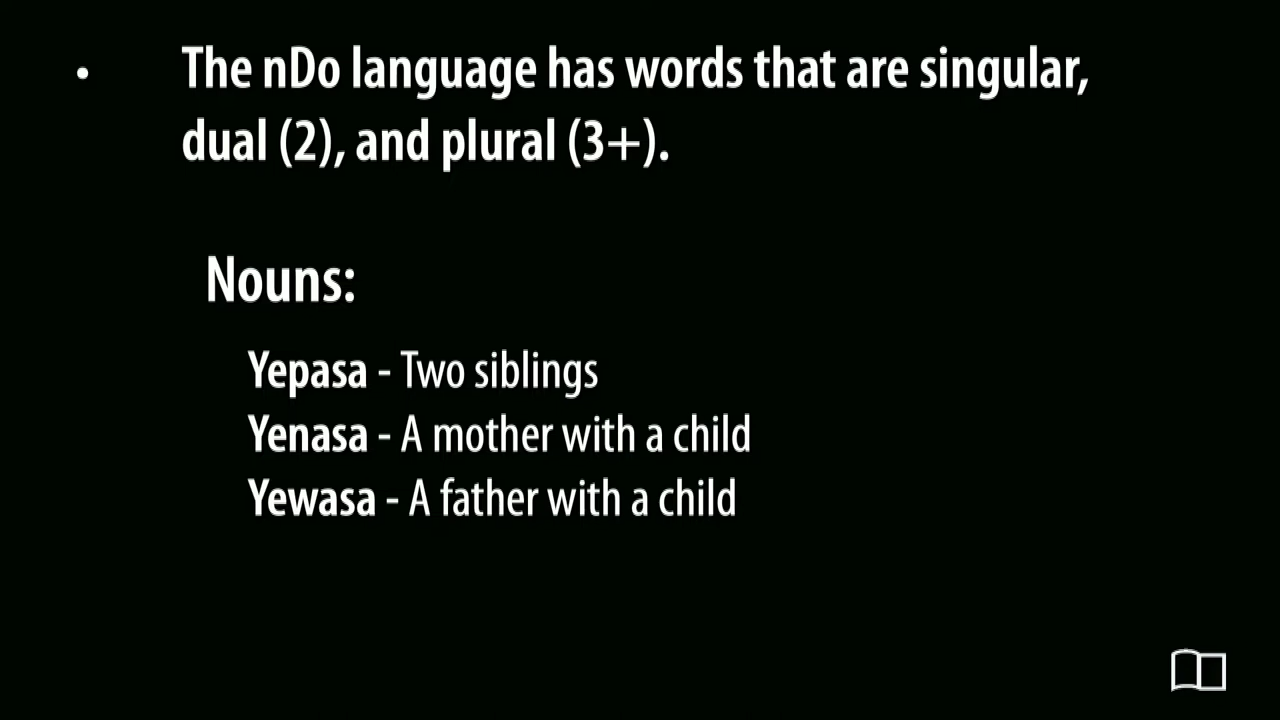 • The nDo language has words that are singular,
dual (2), and plural (3+).
Nouns:
Yepasa - Two siblings
Yenasa - A mother with a child
Yewasa - A father with a child